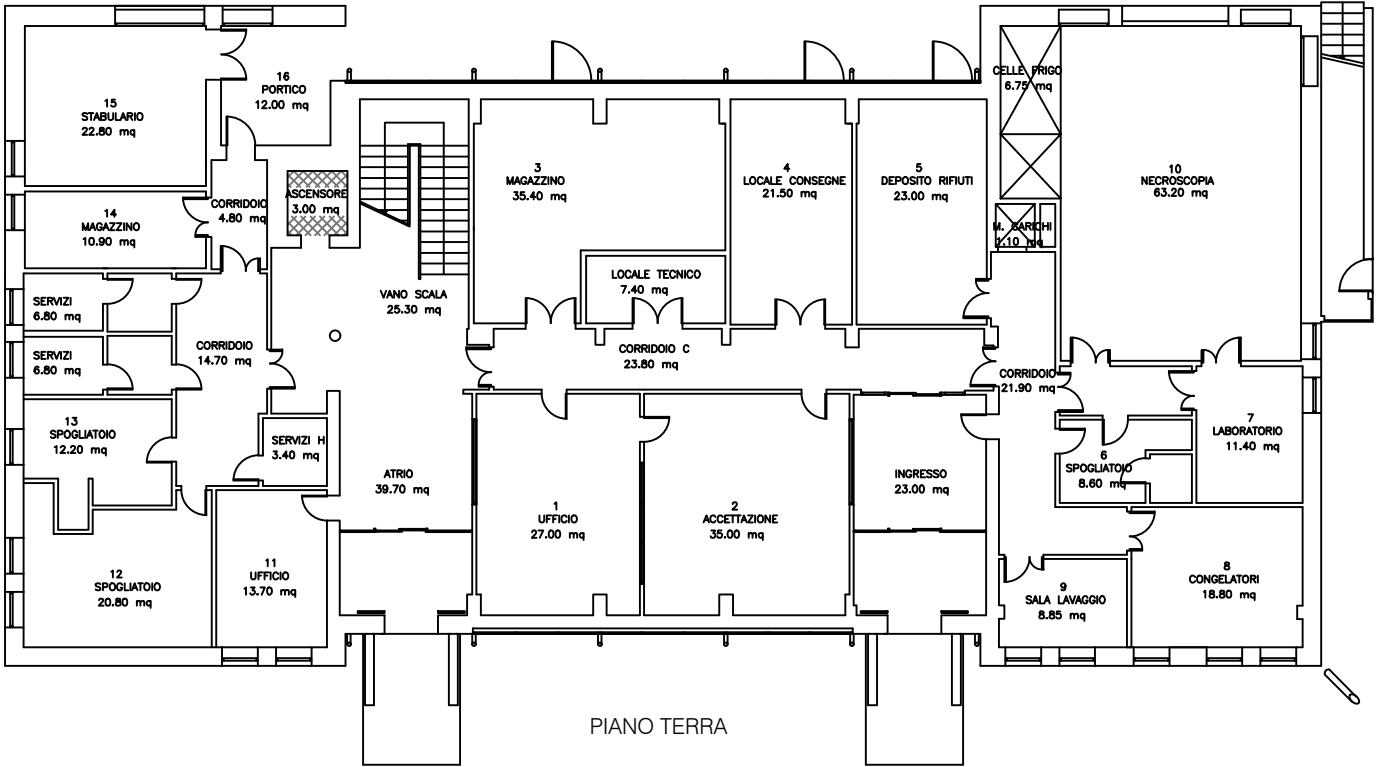 16
PORTICO
12.00 mq
15
STABULARIO
22.80 mq
CELLE FRIGO
6.75 mq
3
MAGAZZINO
35.40 mq
4
LOCALE CONSEGNE
21.50 mq
5
DEPOSITO RIFIUTI
23.00 mq
10
NECROSCOPIA
63.20 mq
ASCENSORE
3.00 mq
CORRIDOIO
4.80 mq
14
MAGAZZINO
10.90 mq
M. CARICHI
1.10 mq
LOCALE TECNICO
7.40 mq
VANO SCALA
25.30 mq
SERVIZI
6.80 mq
CORRIDOIO
14.70 mq
SERVIZI
6.80 mq
CORRIDOIO C
23.80 mq
CORRIDOIO
21.90 mq
13
SPOGLIATOIO
12.20 mq
SERVIZI H
3.40 mq
7
LABORATORIO
11.40 mq
6
SPOGLIATOIO
8.60 mq
ATRIO
39.70 mq
INGRESSO
23.00 mq
1
UFFICIO
27.00 mq
2
ACCETTAZIONE
35.00 mq
12
SPOGLIATOIO
20.80 mq
11
UFFICIO
13.70 mq
9
SALA LAVAGGIO
8.85 mq
8
CONGELATORI
18.80 mq
PIANO TERRA